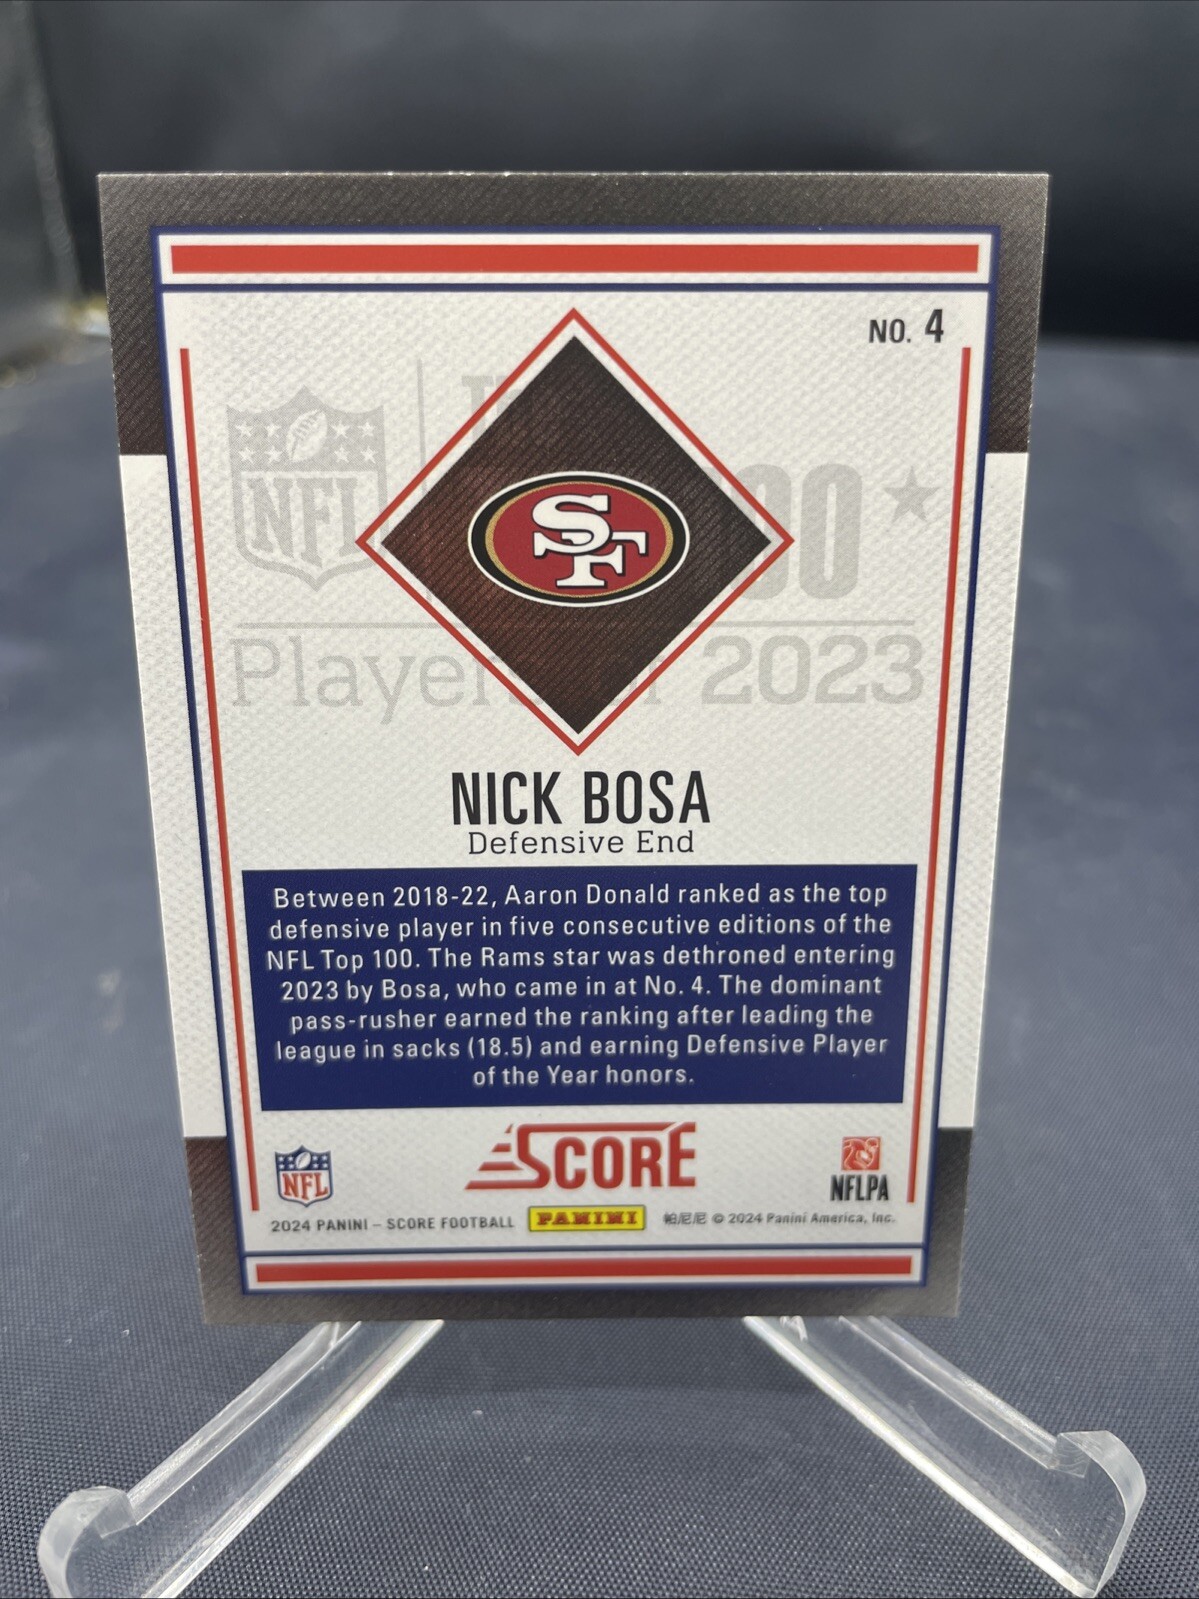 NO. 4
NFL
00
Player
2023
SF
NICK BOSA
Defensive End
Between 2018-22, Aaron Donald ranked as the top
defensive player in five consecutive editions of the
NFL Top 100. The Rams star was dethroned entering
2023 by Bosa, who came in at No. 4. The dominant
pass-rusher earned the ranking after leading the
league in sacks (18.5) and earning Defensive Player
of the Year honors.
NFL
SCORE
NFLPA
2024 PANINI – SCORE FOOTBALL PANINI 帕尼尼 © 2024 Panini America, Inc.